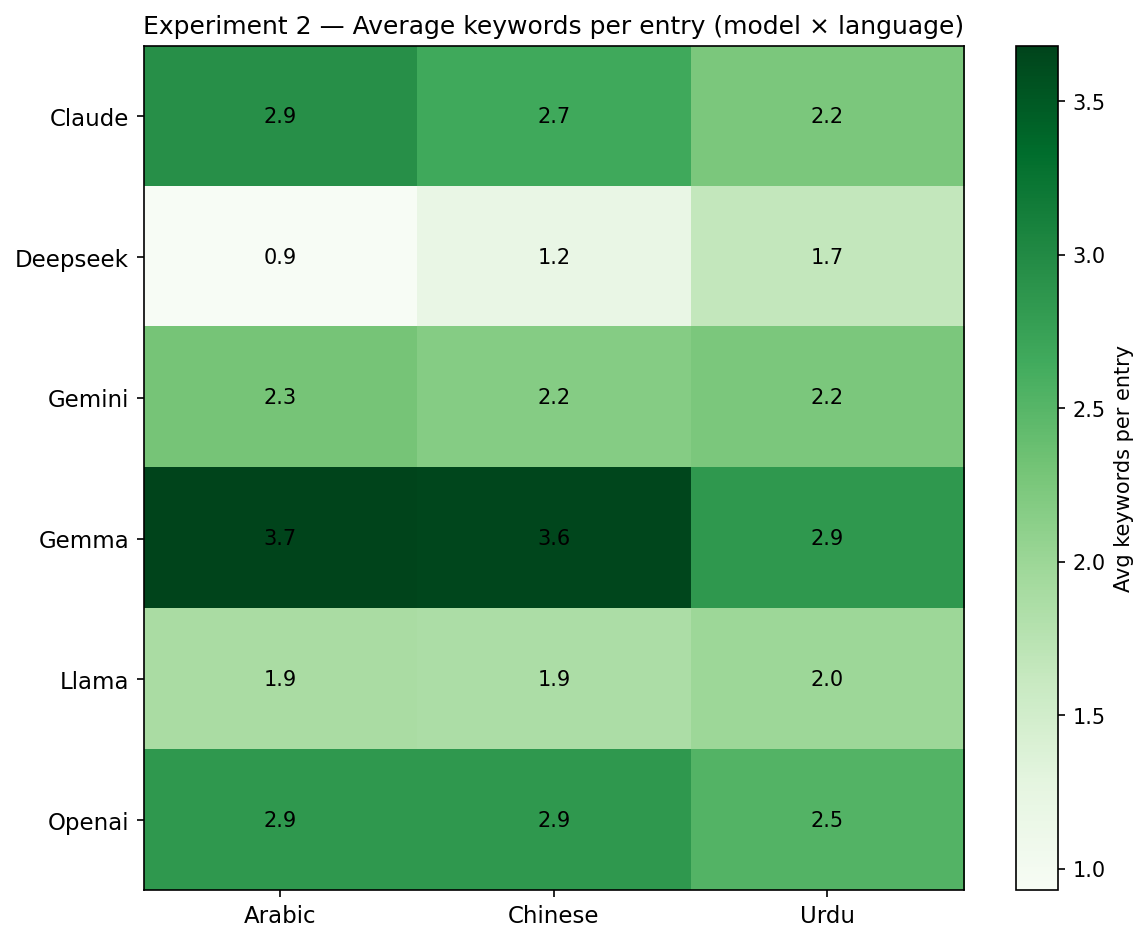 Experiment 2 — Average keywords per entry (model × language)
Claude 2.9 2.7 2.2
Deepseek 0.9 1.2 1.7
Gemini 2.3 2.2 2.2
Gemma 3.7 3.6 2.9
Llama 1.9 1.9 2.0
Openai 2.9 2.9 2.5
Arabic Chinese Urdu
3.5
3.0
2.5
2.0
1.5
1.0
Avg keywords per entry